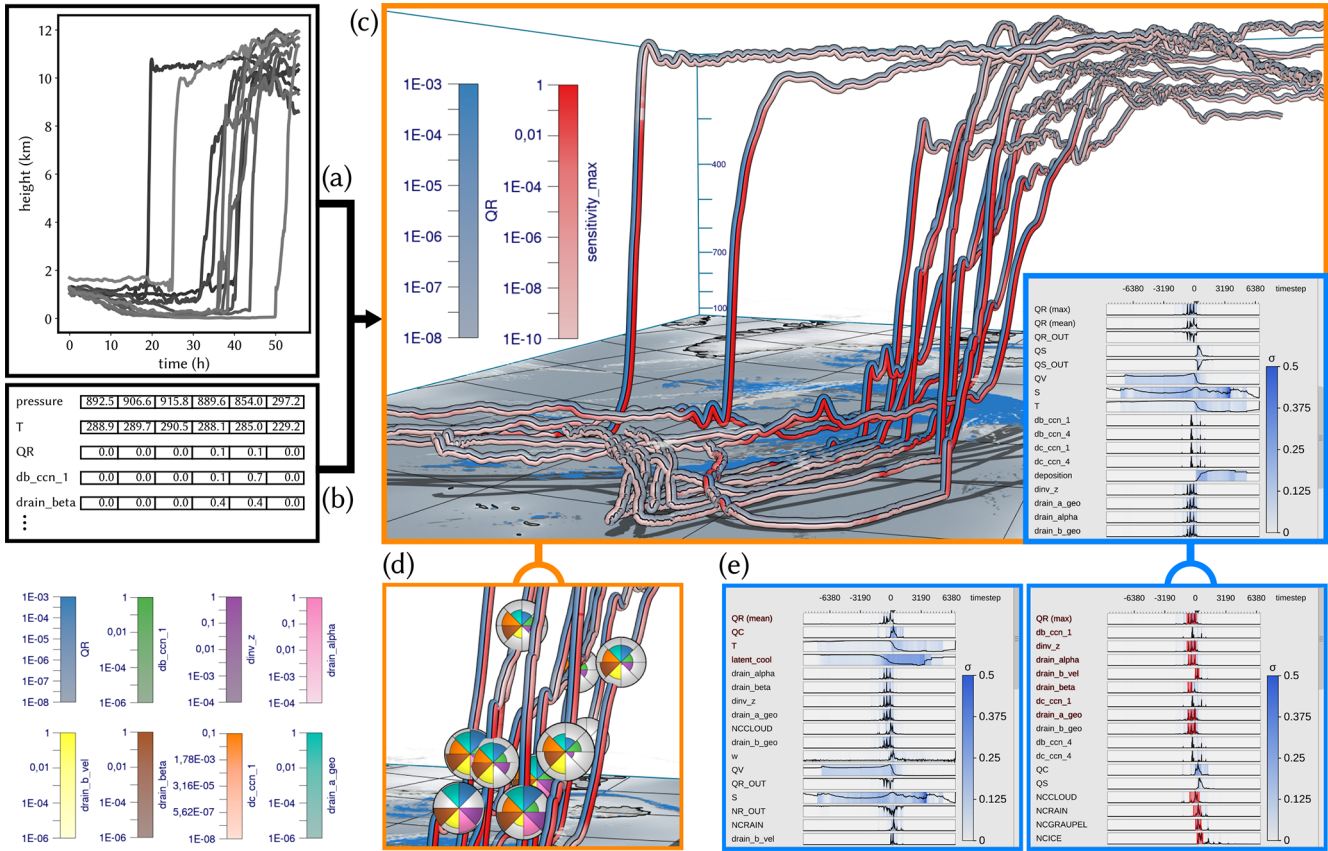 (a)
12
10
8
6
4
2
0
height (km)
0 10 20 30 40 50
time (h)
pressure 892.5 906.6 915.8 889.6 854.0 297.2
T 288.9 289.7 290.5 288.1 285.0 229.2
QR 0.0 0.0 0.0 0.1 0.1 0.0
db_ccn_1 0.0 0.0 0.0 0.1 0.7 0.0
drain_beta 0.0 0.0 0.0 0.4 0.4 0.0
⋮
(b)
(c)
1E-03
1E-04
1E-05
1E-06
1E-07
1E-08
QR
1
0,01
1E-04
1E-06
1E-08
1E-10
sensitivity_max
400
700
100
-6380 -3190 0 3190 6380 timestep
QR (max)
QR (mean)
QR_OUT
QS
QS_OUT
QV
S
T
db_ccn_1
db_ccn_4
dc_ccn_1
dc_ccn_4
deposition
dinv_z
drain_a_geo
drain_alpha
drain_b_geo
σ
0.5
0.375
0.25
0.125
0
1E-03
1E-04
1E-05
1E-06
1E-07
1E-08
QR
1
0,01
1E-04
1E-06
db_ccn_1
1
0,1
0,01
1E-03
1E-04
dinv_z
1
0,1
0,01
1E-03
1E-04
drain_alpha
1
0,01
1E-04
1E-06
drain_b_vel
1
0,01
1E-04
1E-06
drain_beta
0,1
1,78E-03
3,16E-05
5,62E-07
1E-08
dc_ccn_1
1
0,01
1E-04
1E-06
drain_a_geo
(d)
(e)
-6380 -3190 0 3190 6380 timestep
QR (mean)
QC
T
latent_cool
drain_alpha
drain_beta
dinv_z
drain_a_geo
NCCLOUD
drain_b_geo
w
QV
QR_OUT
S
NR_OUT
NCRAIN
drain_b_vel
σ
0.5
0.375
0.25
0.125
0
-6380 -3190 0 3190 6380 timestep
QR (max)
db_ccn_1
dinv_z
drain_alpha
drain_b_vel
drain_beta
dc_ccn_1
drain_a_geo
drain_b_geo
db_ccn_4
dc_ccn_4
QC
QS
NCCLOUD
NCRAIN
NCGRAUPEL
NCICE
σ
0.5
0.375
0.25
0.125
0